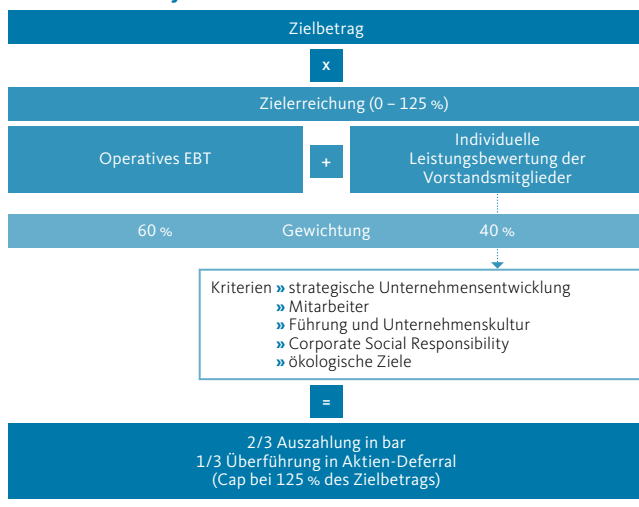 Zielbetrag
x
Zielerreichung (0 – 125 %)
Operatives EBT
+
Individuelle
Leistungsbewertung der
Vorstandsmitglieder
60 % Gewichtung 40 %
Kriterien » strategische Unternehmensentwicklung
» Mitarbeiter
» Führung und Unternehmenskultur
» Corporate Social Responsibility
» ökologische Ziele
=
2/3 Auszahlung in bar
1/3 Überführung in Aktien-Deferral
(Cap bei 125 % des Zielbetrags)